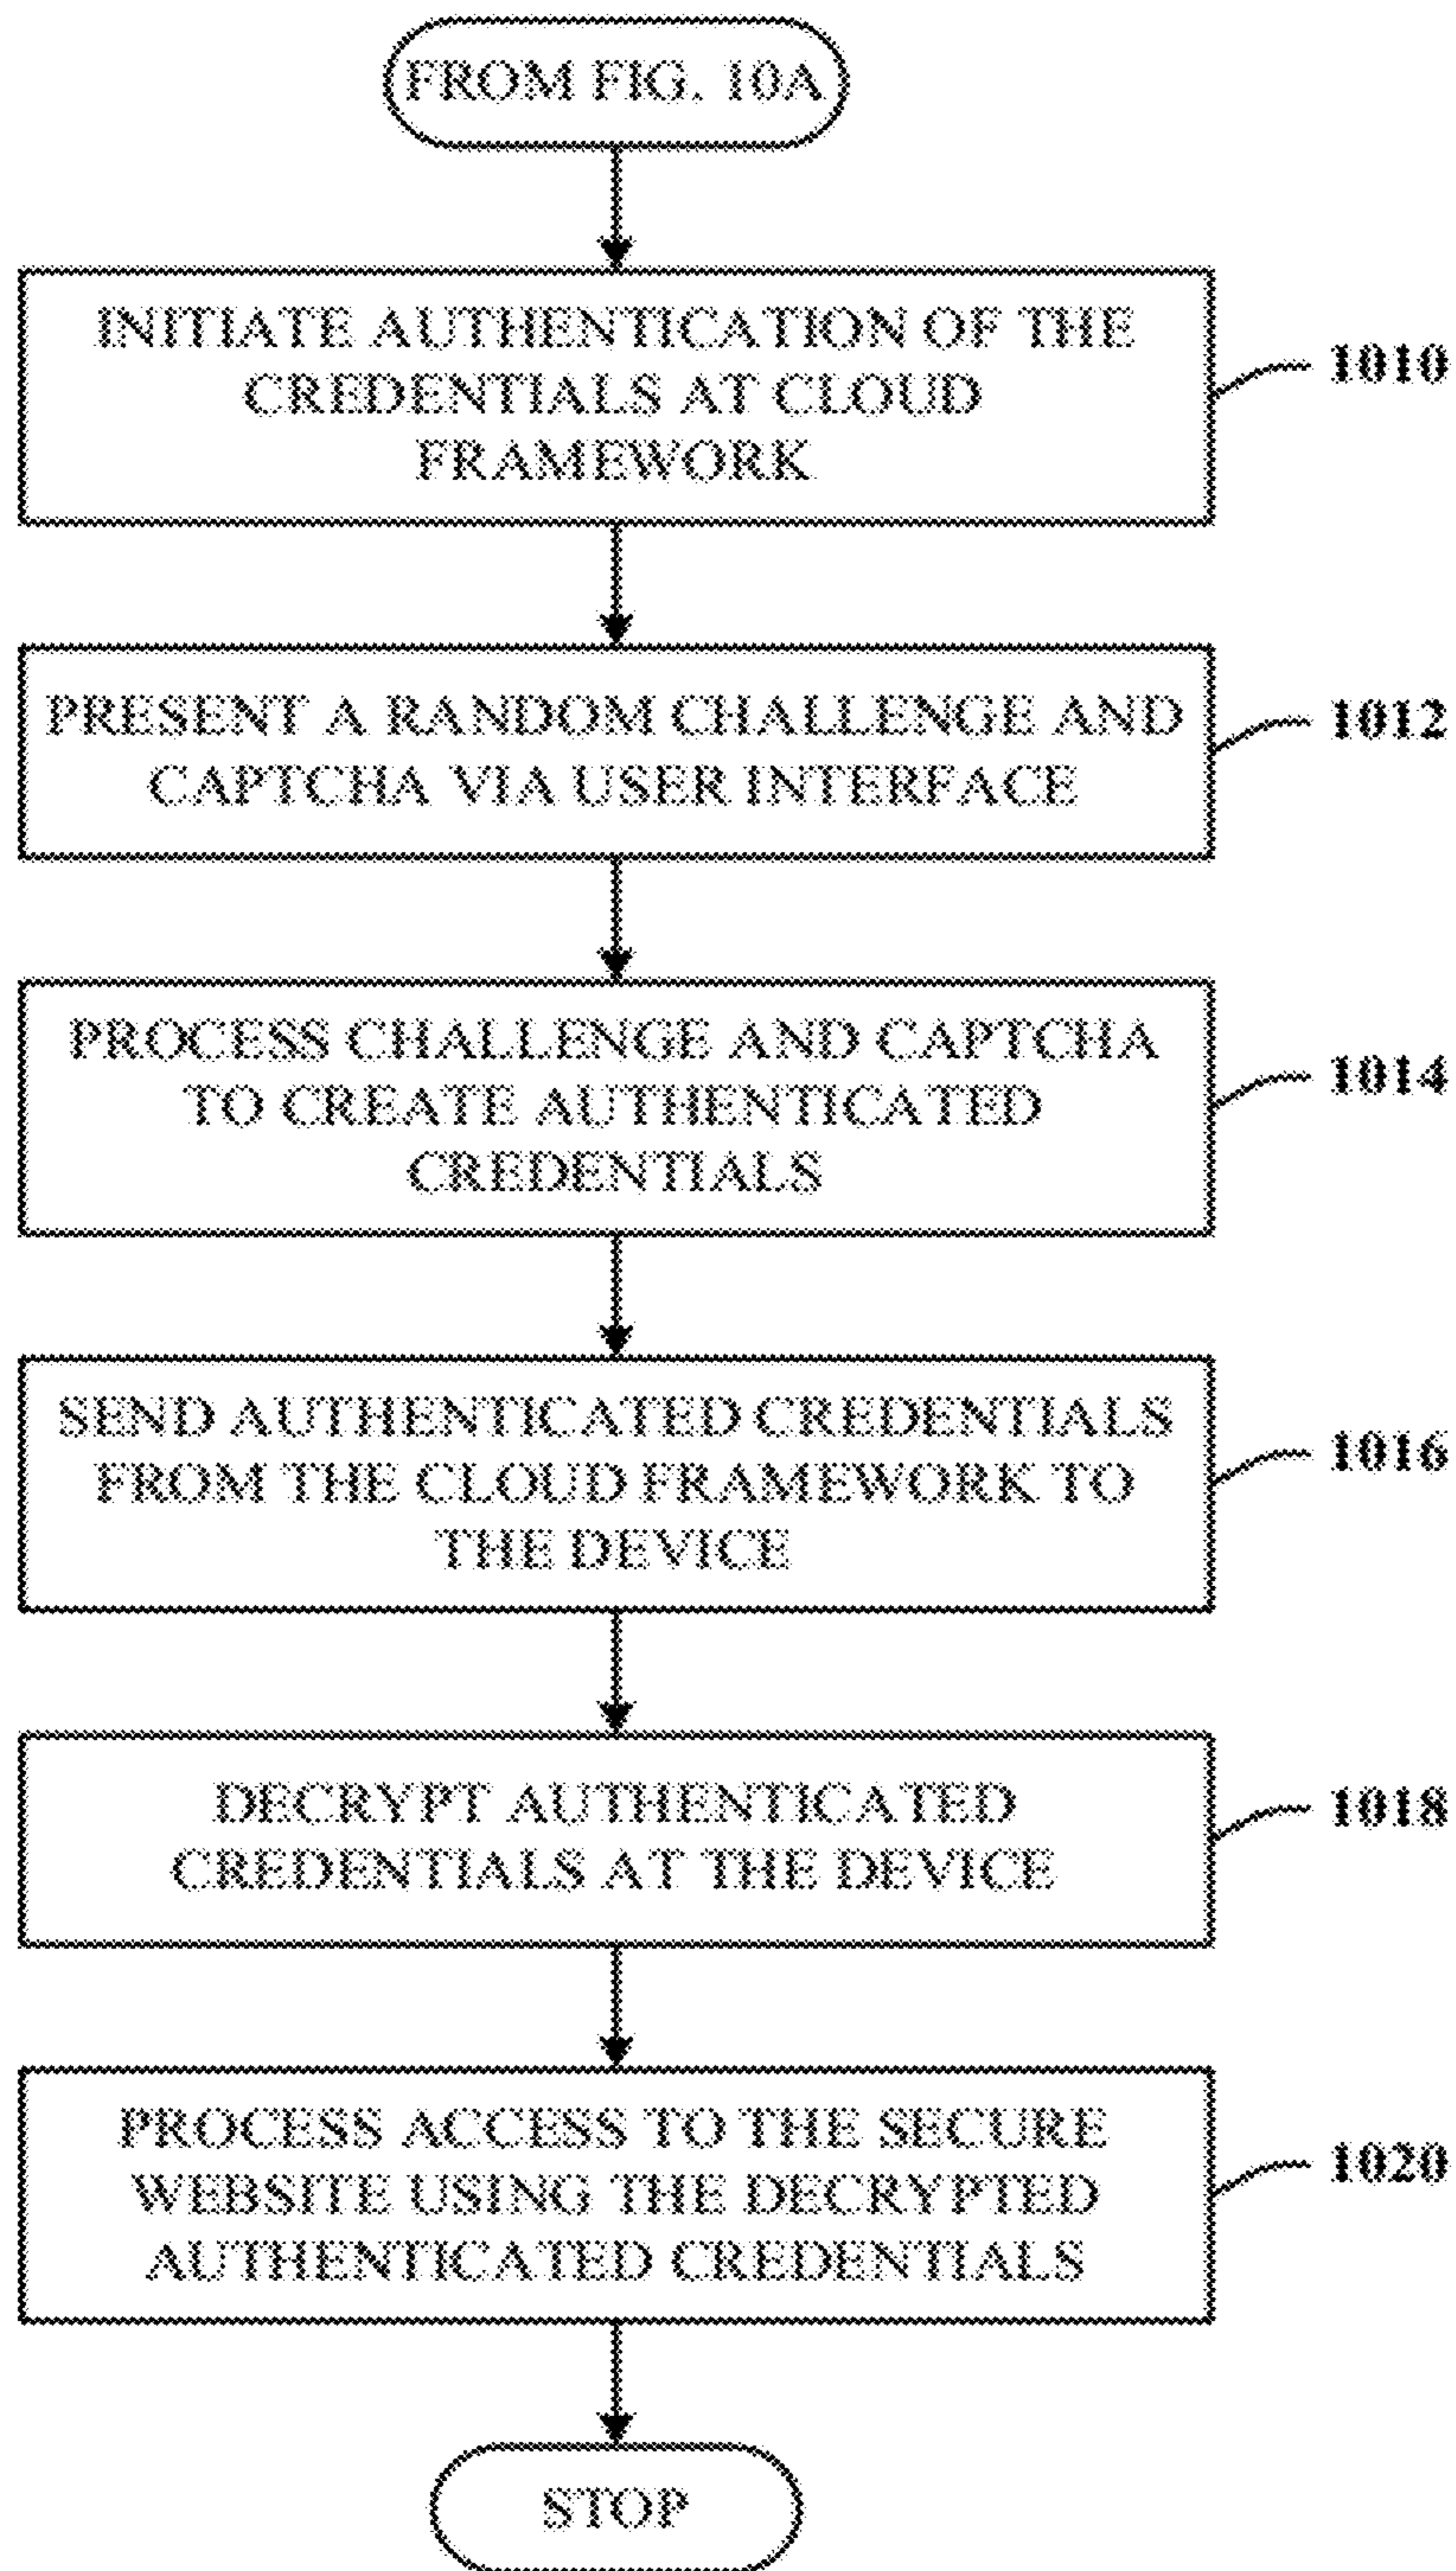 FROM FIG. 10A
INITIATE AUTHENTICATION OF THE
CREDENTIALS AT CLOUD
FRAMEWORK
1010
PRESENT A RANDOM CHALLENGE AND
CAPTCHA VIA USER INTERFACE
1012
PROCESS CHALLENGE AND CAPTCHA
TO CREATE AUTHENTICATED
CREDENTIALS
1014
SEND AUTHENTICATED CREDENTIALS
FROM THE CLOUD FRAMEWORK TO
THE DEVICE
1016
DECRYPT AUTHENTICATED
CREDENTIALS AT THE DEVICE
1018
PROCESS ACCESS TO THE SECURE
WEBSITE USING THE DECRYPTED
AUTHENTICATED CREDENTIALS
1020
STOP